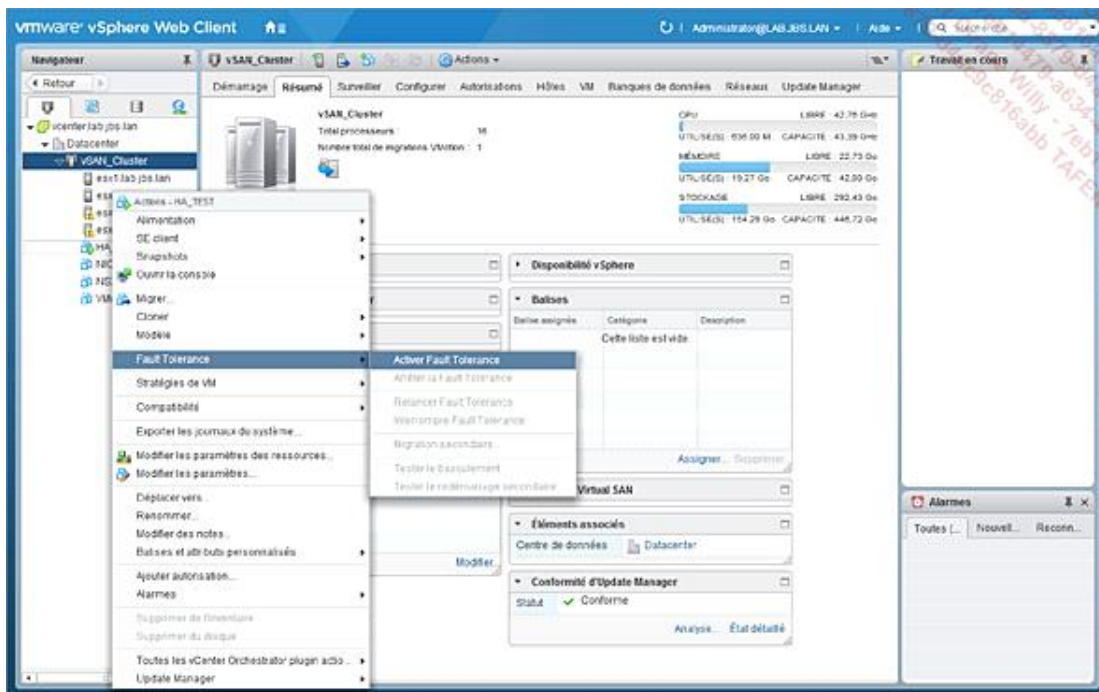 vmware® vSphere Web Client
Administrator@LAB.JBS.LAN
Aide
Navigateur
Retour
vcenter.lab.jbs.lan
Datacenter
vSAN_Cluster
esx1.lab.jbs.lan
vSAN_Cluster
Actions
Démarrage Résumé Surveiller Configurer Autorisations Hôtes VM Banques de données Réseaux Update Manager
vSAN_Cluster
Total processeurs 16
Nombre total de migrations VMotion : 1
CPU LIBRE : 42,76 GHz
UTILISÉ(S) : 636,00 M CAPACITÉ : 43,39 GHz
MÉMOIRE LIBRE : 22,73 Go
UTILISÉ(S) : 19,27 Go CAPACITÉ : 42,00 Go
STOCKAGE LIBRE : 292,43 Go
UTILISÉ(S) : 154,29 Go CAPACITÉ : 446,72 Go
Actions - HA_TEST
Alimentation
SE client
Snapshots
Ouvrir la console
Migrer...
Cloner
Modèle
Fault Tolerance
Stratégies de VM
Compatibilité
Exporter les journaux du système...
Modifier les paramètres des ressources...
Modifier les paramètres...
Déplacer vers...
Renommer...
Modifier des notes...
Balises et attributs personnalisés
Ajouter autorisation...
Alarmes
Supprimer de l'inventaire
Supprimer du disque
Toutes les vCenter Orchestrator plugin actio...
Update Manager
Activer Fault Tolerance
Arrêter la Fault Tolerance
Relancer Fault Tolerance
Interrompre Fault Tolerance
Migration secondaire...
Tester le basculement
Tester le redémarrage secondaire
Disponibilité vSphere
Balises
Balise assignée Catégorie Description
Cette liste est vide.
Assigner... Supprimer
Virtual SAN
Éléments associés
Centre de données Datacenter
Modifier...
Conformité d'Update Manager
Statut Conforme
Analyse... État détaillé
Travail en cours
Alarmes
Toutes (... Nouvell... Reconn...